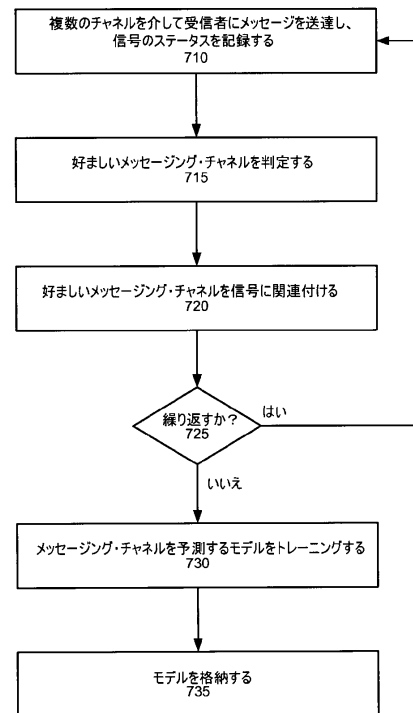 複数のチャネルを介して受信者にメッセージを送達し、
信号のステータスを記録する
710
好ましいメッセージング・チャネルを判定する
715
好ましいメッセージング・チャネルを信号に関連付ける
720
繰り返すか?
725
はい
いいえ
メッセージング・チャネルを予測するモデルをトレーニングする
730
モデルを格納する
735